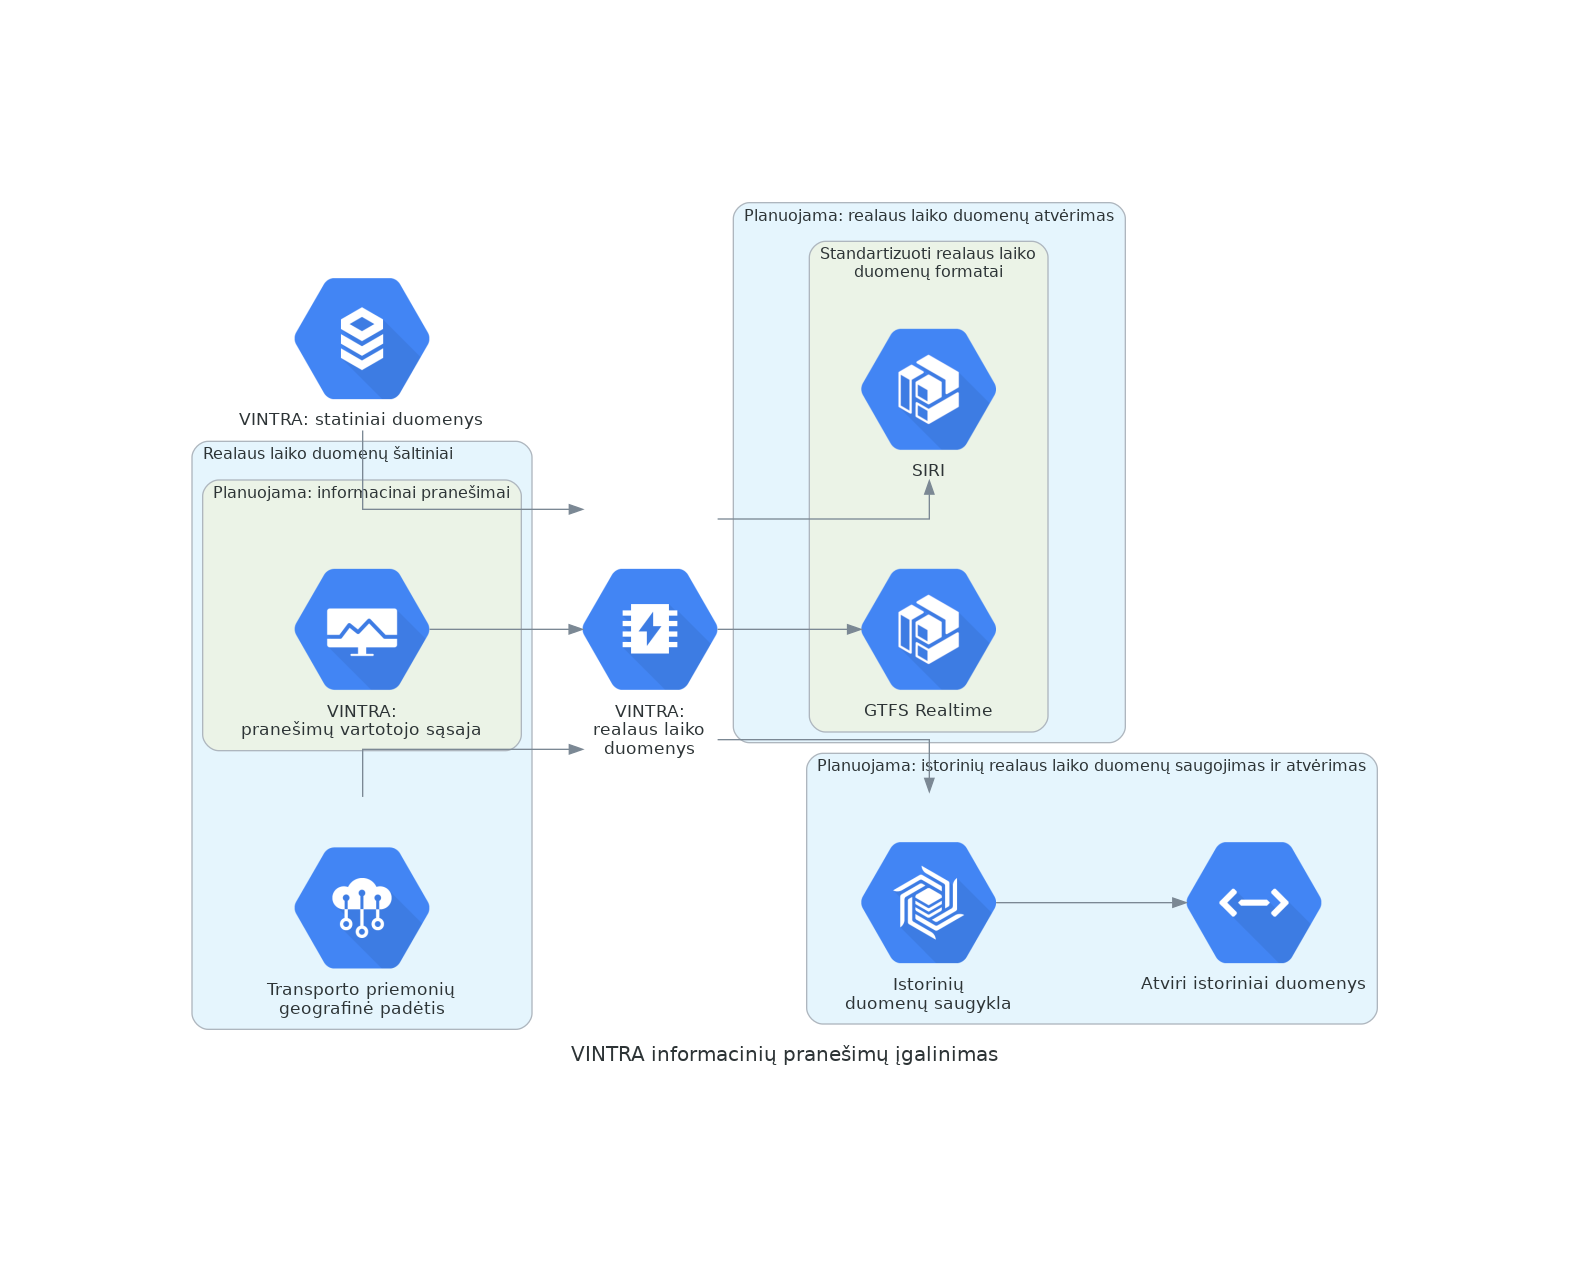 Planuojama: realaus laiko duomenų atvėrimas
Standartizuoti realaus laiko
duomenų formatai
VINTRA: statiniai duomenys
Realaus laiko duomenų šaltiniai
SIRI
Planuojama: informacinai pranešimai
VINTRA:
pranešimų vartotojo sąsaja
VINTRA:
realaus laiko
duomenys
GTFS Realtime
Planuojama: istorinių realaus laiko duomenų saugojimas ir atvėrimas
Transporto priemonių
geografinė padėtis
Istorinių
duomenų saugykla
Atviri istoriniai duomenys
VINTRA informacinių pranešimų įgalinimas